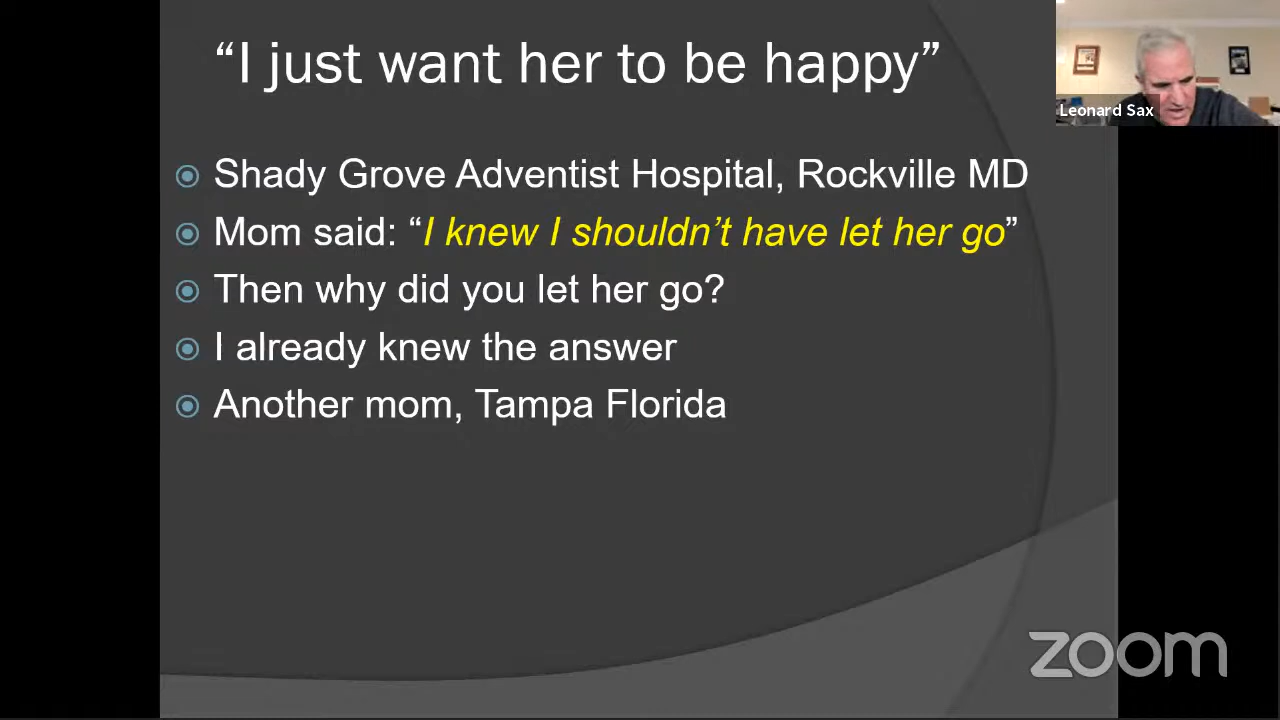 “I just want her to be happy”
Leonard Sax
Shady Grove Adventist Hospital, Rockville MD
Mom said: “I knew I shouldn’t have let her go”
Then why did you let her go?
I already knew the answer
Another mom, Tampa Florida
zoom